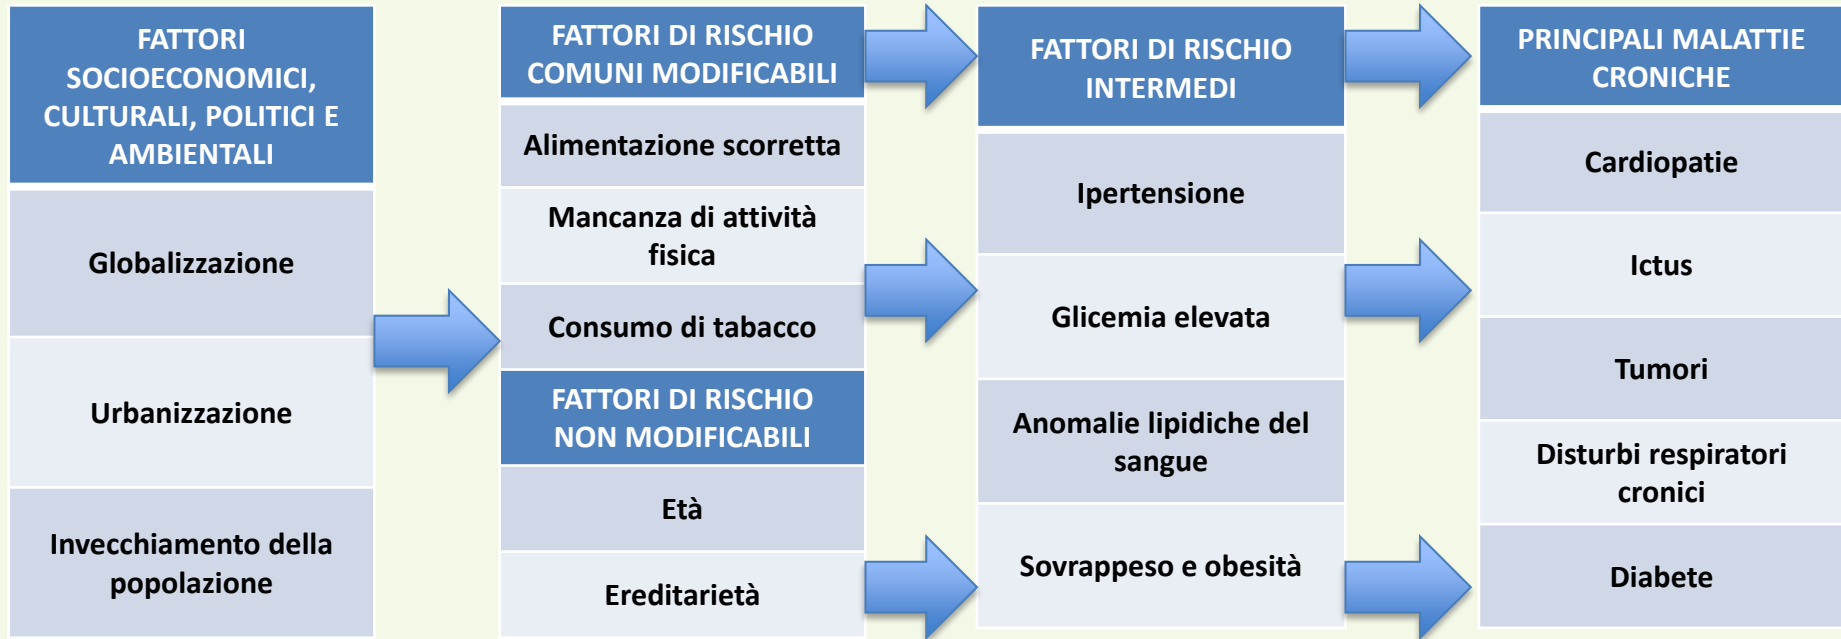 FATTORI
SOCIOECONOMICI,
CULTURALI, POLITICI E
AMBIENTALI
Globalizzazione
Urbanizzazione
Invecchiamento della
popolazione
FATTORI DI RISCHIO
COMUNI MODIFICABILI
Alimentazione scorretta
Mancanza di attività
fisica
Consumo di tabacco
FATTORI DI RISCHIO
NON MODIFICABILI
Età
Ereditarietà
FATTORI DI RISCHIO
INTERMEDI
Ipertensione
Glicemia elevata
Anomalie lipidiche del
sangue
Sovrappeso e obesità
PRINCIPALI MALATTIE
CRONICHE
Cardiopatie
Ictus
Tumori
Disturbi respiratori
cronici
Diabete